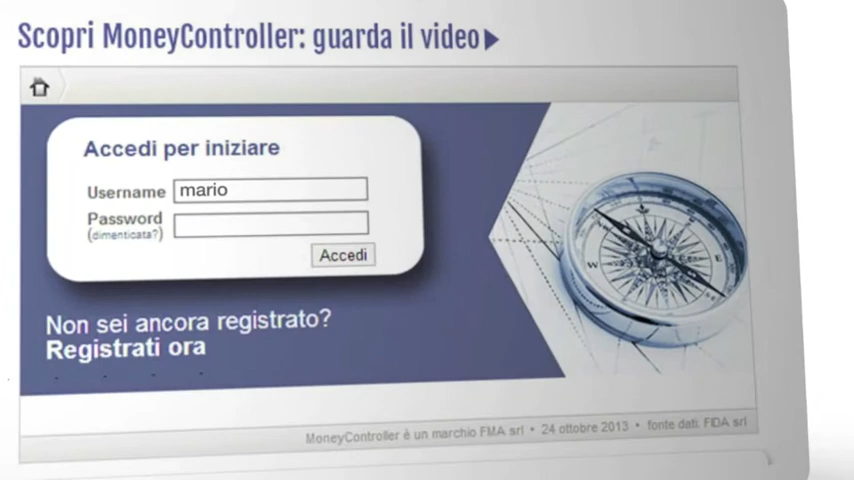 Scopri MoneyController: guarda il video
Accedi per iniziare
Username mario
Password
(dimenticata?)
Accedi
Non sei ancora registrato?
Registrati ora
W E
MoneyController è un marchio FMA srl • 24 ottobre 2013 • fonte dati: FIDA srl